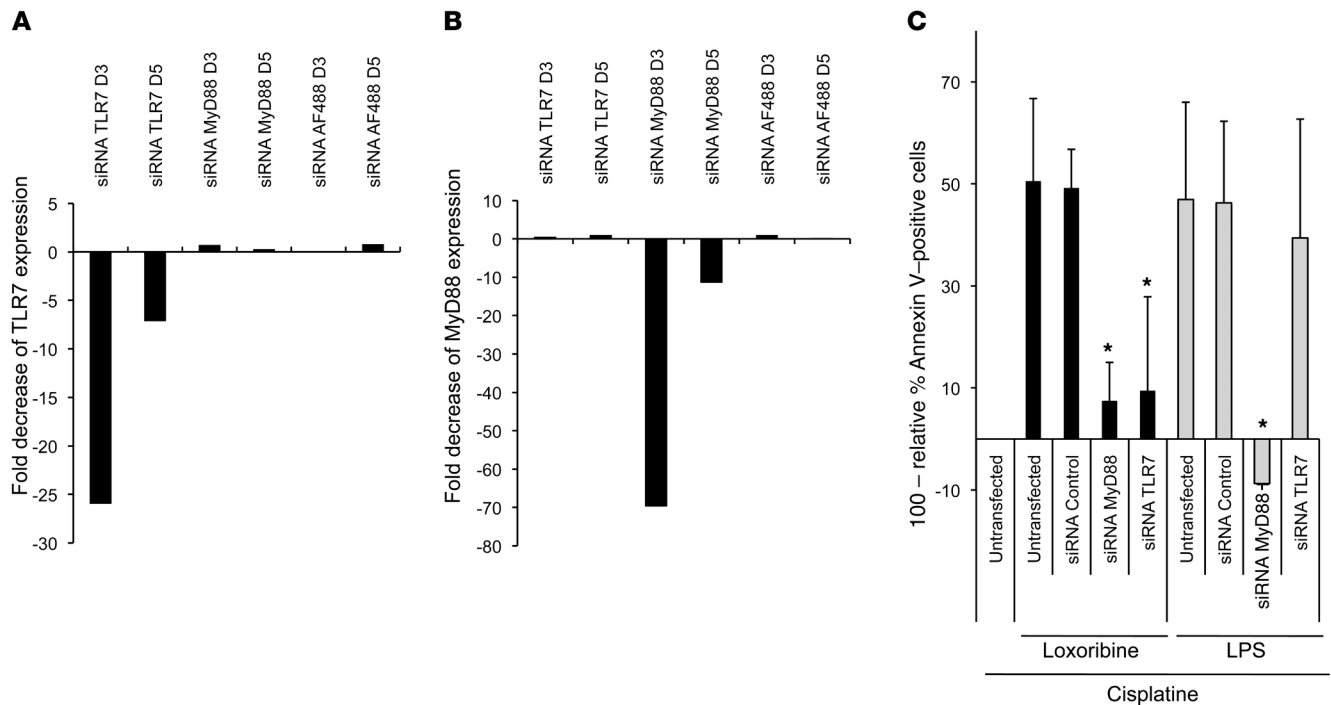 A
siRNA TLR7 D3
siRNA TLR7 D5
siRNA MyD88 D3
siRNA MyD88 D5
siRNA AF488 D3
siRNA AF488 D5
Fold decrease of TLR7 expression
5
0
-5
-10
-15
-20
-25
-30
B
siRNA TLR7 D3
siRNA TLR7 D5
siRNA MyD88 D3
siRNA MyD88 D5
siRNA AF488 D3
siRNA AF488 D5
Fold decrease of MyD88 expression
10
0
-10
-20
-30
-40
-50
-60
-70
-80
C
100 – relative % Annexin V–positive cells
70
50
30
10
-10
*
*
*
Untransfected
Untransfected
siRNA Control
siRNA MyD88
siRNA TLR7
Untransfected
siRNA Control
siRNA MyD88
siRNA TLR7
Loxoribine
LPS
Cisplatine